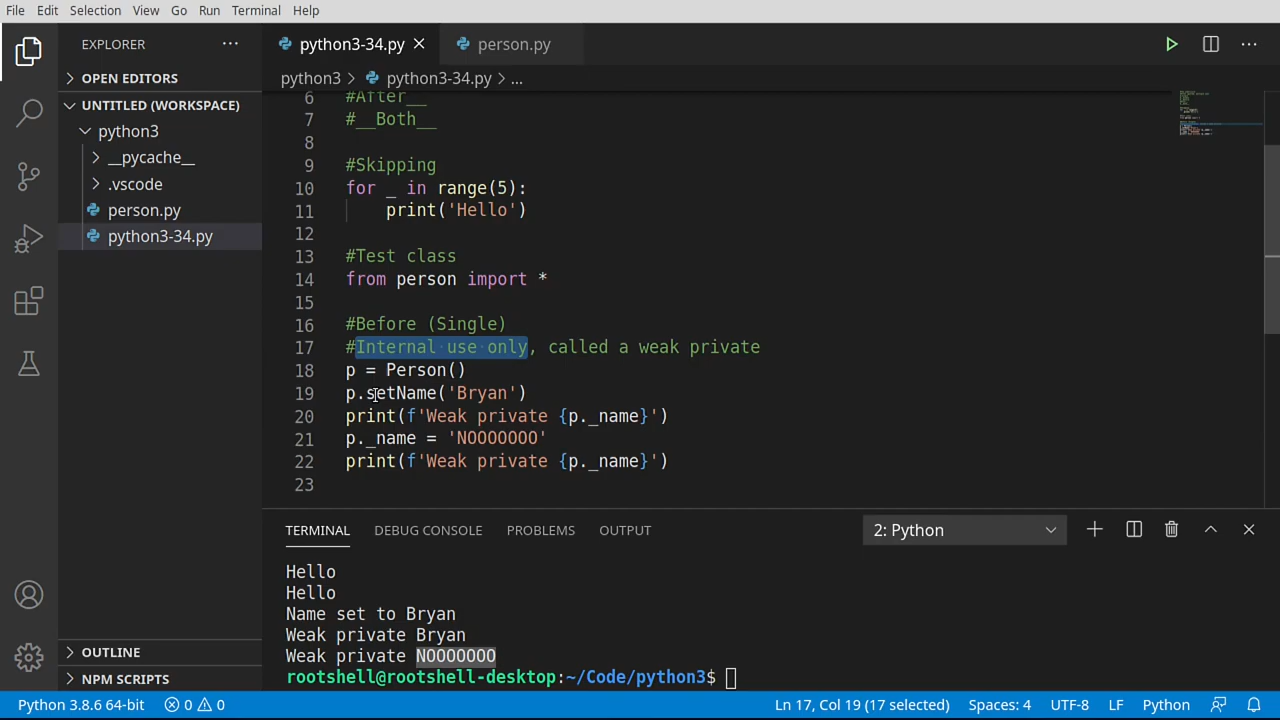 File Edit Selection View Go Run Terminal Help
EXPLORER
python3-34.py
person.py
OPEN EDITORS
python3 python3-34.py ...
UNTITLED (WORKSPACE)
python3
__pycache__
.vscode
person.py
python3-34.py
6 #After__
7 #__Both__
8
9 #Skipping
10 for _ in range(5):
11 print('Hello')
12
13 #Test class
14 from person import *
15
16 #Before (Single)
17 #Internal use only, called a weak private
18 p = Person()
19 p.setName('Bryan')
20 print(f'Weak private {p._name}')
21 p._name = 'NOOOOOOO'
22 print(f'Weak private {p._name}')
23
TERMINAL DEBUG CONSOLE PROBLEMS OUTPUT
2: Python
Hello
Hello
Name set to Bryan
Weak private Bryan
Weak private NOOOOOOO
rootshell@rootshell-desktop:~/Code/python3$
OUTLINE
NPM SCRIPTS
Python 3.8.6 64-bit 0 0 Ln 17, Col 19 (17 selected) Spaces: 4 UTF-8 LF Python